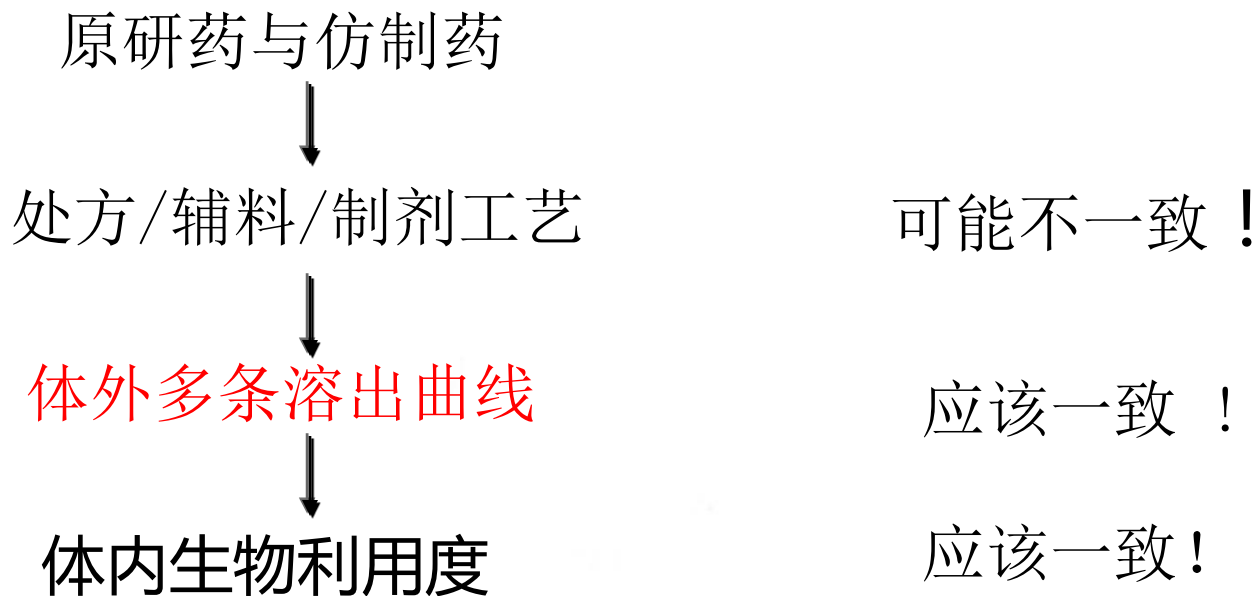 原研药与仿制药
处方/辅料/制剂工艺 可能不一致！
体外多条溶出曲线 应该一致！
体内生物利用度 应该一致！